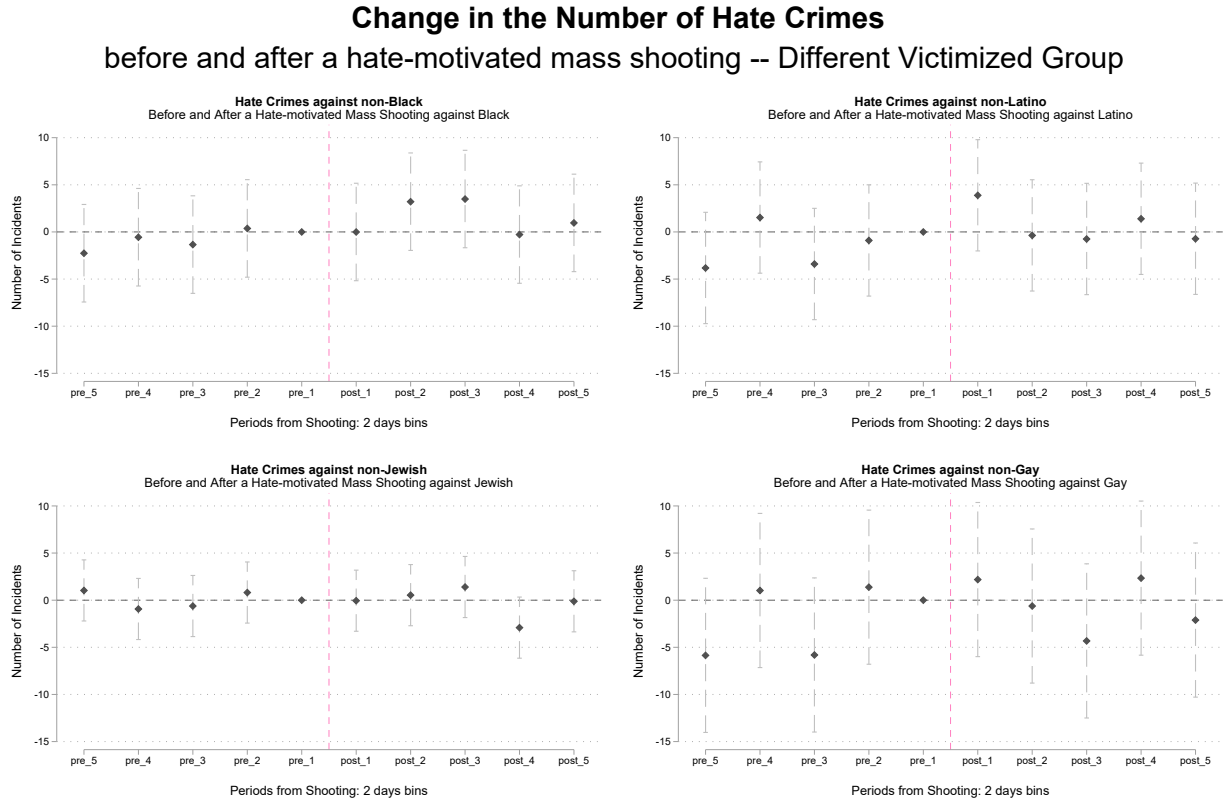 Change in the Number of Hate Crimes
before and after a hate-motivated mass shooting -- Different Victimized Group
Hate Crimes against non-Black
Before and After a Hate-motivated Mass Shooting against Black
Number of Incidents
10
5
0
-5
-10
-15
pre_5 pre_4 pre_3 pre_2 pre_1 post_1 post_2 post_3 post_4 post_5
Periods from Shooting: 2 days bins
Hate Crimes against non-Latino
Before and After a Hate-motivated Mass Shooting against Latino
Number of Incidents
10
5
0
-5
-10
-15
pre_5 pre_4 pre_3 pre_2 pre_1 post_1 post_2 post_3 post_4 post_5
Periods from Shooting: 2 days bins
Hate Crimes against non-Jewish
Before and After a Hate-motivated Mass Shooting against Jewish
Number of Incidents
10
5
0
-5
-10
-15
pre_5 pre_4 pre_3 pre_2 pre_1 post_1 post_2 post_3 post_4 post_5
Periods from Shooting: 2 days bins
Hate Crimes against non-Gay
Before and After a Hate-motivated Mass Shooting against Gay
Number of Incidents
10
5
0
-5
-10
-15
pre_5 pre_4 pre_3 pre_2 pre_1 post_1 post_2 post_3 post_4 post_5
Periods from Shooting: 2 days bins